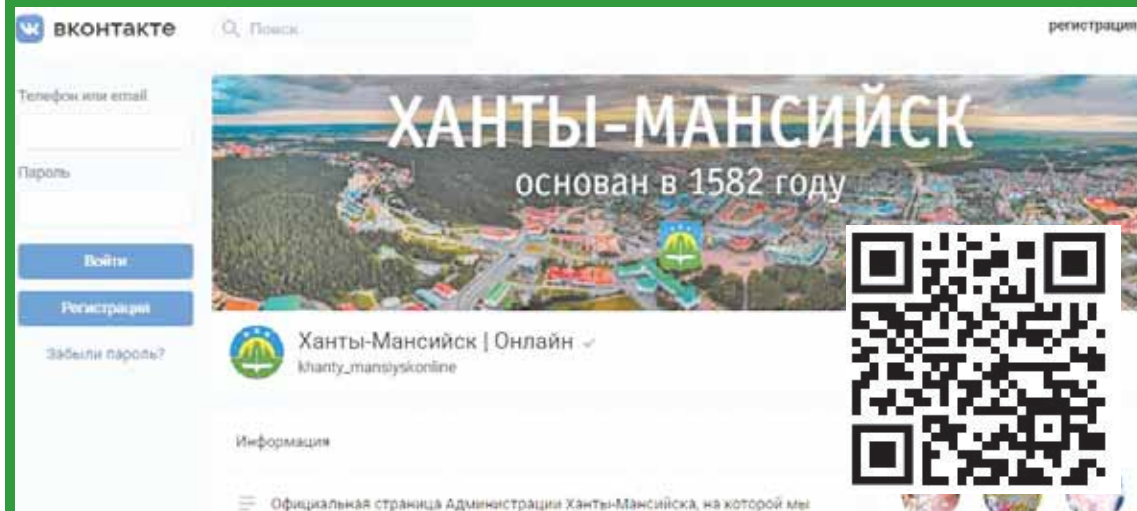 вконтакте
Поиск
регистрация
Телефон или email
Пароль
Войти
Регистрация
Забыли пароль?
ХАНТЫ-МАНСИЙСК
основан в 1582 году
Ханты-Мансийск | Онлайн
khanty_mansiyskonline
Информация
Официальная страница Администрации Ханты-Мансийска, на которой мы